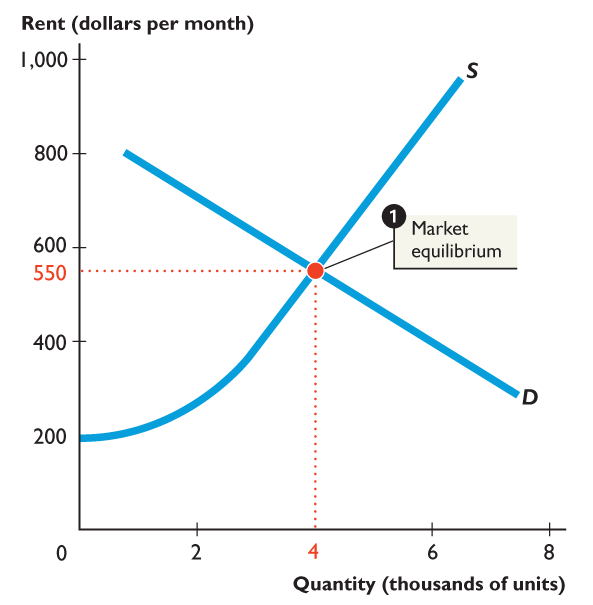 Rent (dollars per month)
1,000
S
800
1
Market
equilibrium
600
550
400
D
200
0
2
4
6
8
Quantity (thousands of units)